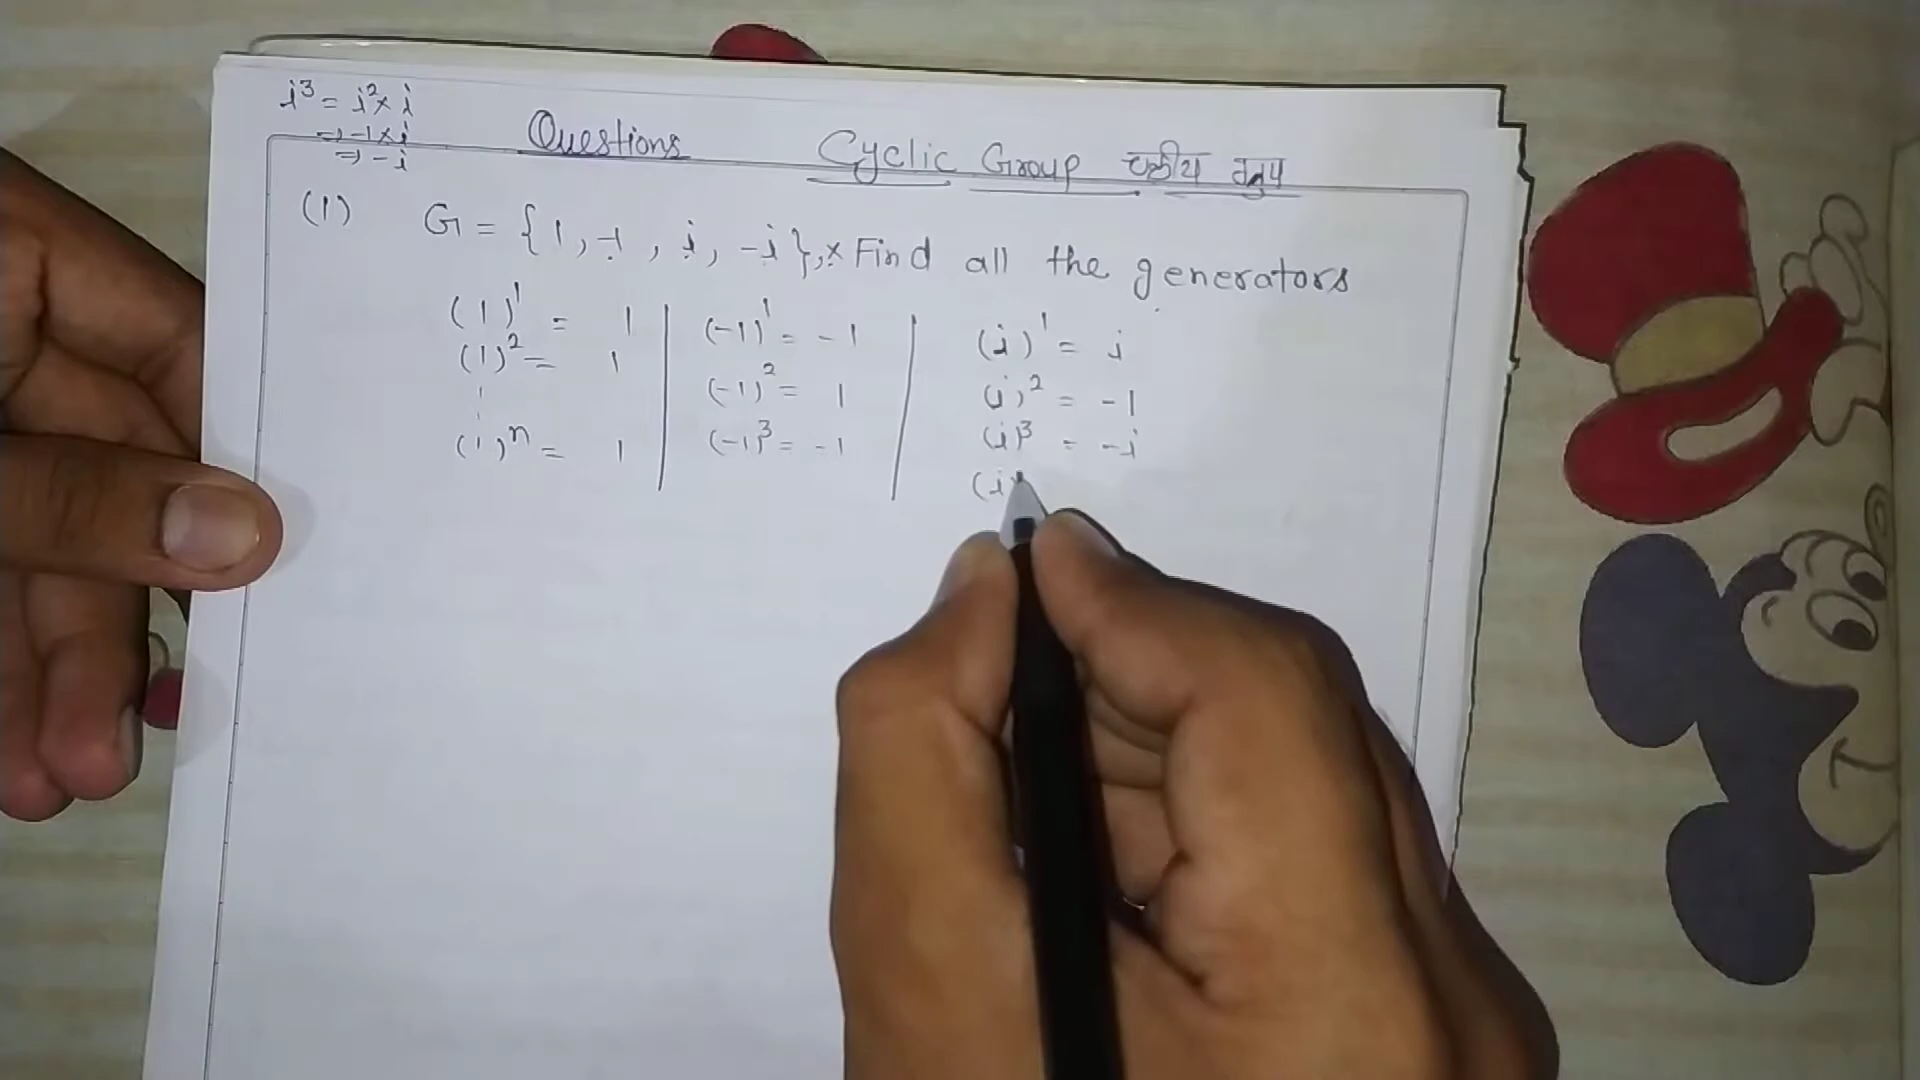 i³ = i² × i
⇒ -1 × i
⇒ -i
Questions Cyclic Group चक्रीय समूह
(1) G = {1, -1, i, -i}, × Find all the generators
(1)¹ = 1
(1)² = 1
(1)ⁿ = 1
(-1)¹ = -1
(-1)² = 1
(-1)³ = -1
(i)¹ = i
(i)² = -1
(i)³ = -i
(i)